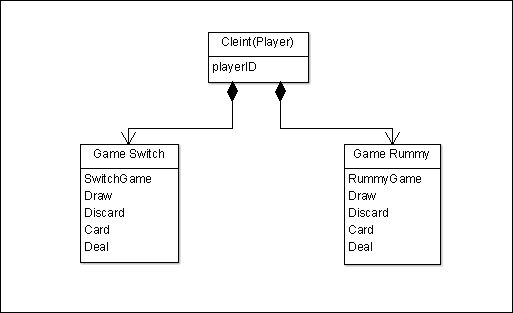 Cleint(Player)
playerID
Game Switch
SwitchGame
Draw
Discard
Card
Deal
Game Rummy
RummyGame
Draw
Discard
Card
Deal